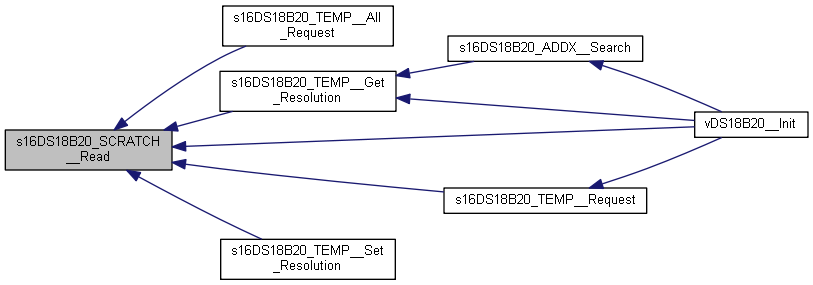 s16DS18B20_TEMP__All
_Request
s16DS18B20_ADDX__Search
s16DS18B20_TEMP__Get
_Resolution
vDS18B20__Init
s16DS18B20_SCRATCH
__Read
s16DS18B20_TEMP__Request
s16DS18B20_TEMP__Set
_Resolution